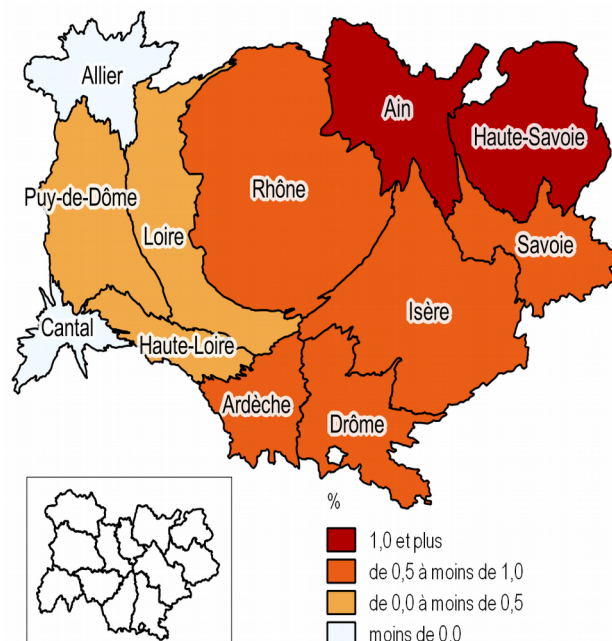 Allier
Ain
Haute-Savoie
Puy-de-Dôme
Rhône
Loire
Savoie
Cantal
Isère
Haute-Loire
Ardèche
Drôme
%
1,0 et plus
de 0,5 à moins de 1,0
de 0,0 à moins de 0,5
moins de 0,0